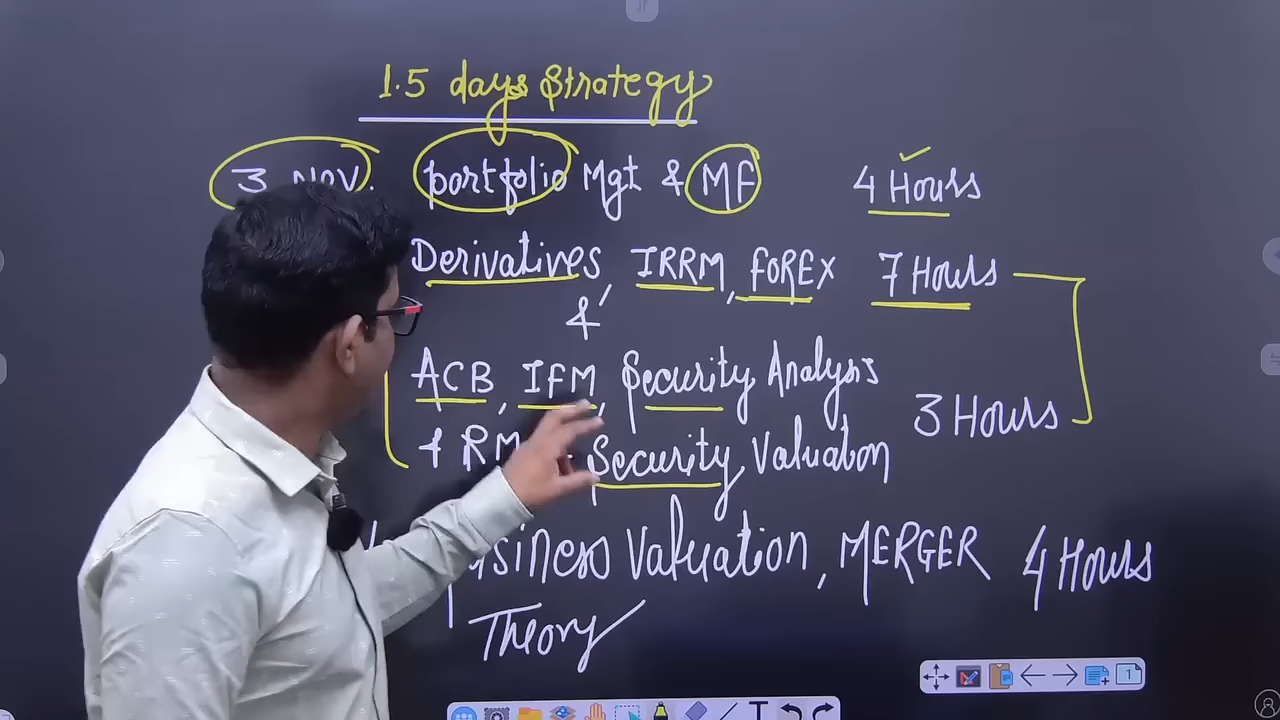 1.5 days Strategy
3 Nov. Portfolio Mgt & MF 4 Hours
Derivatives, IRRM, FOREX 7 Hours
&
ACB, IFM, Security Analysis
3 Hours
+ RM Security Valuation
Business Valuation, MERGER 4 Hours
Theory